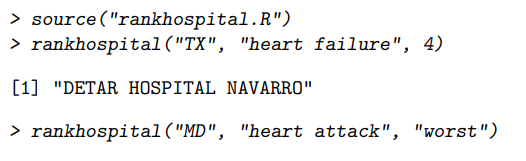 > source("rankhospital.R")
> rankhospital("TX", "heart failure", 4)
[1] "DETAR HOSPITAL NAVARRO"
> rankhospital("MD", "heart attack", "worst")